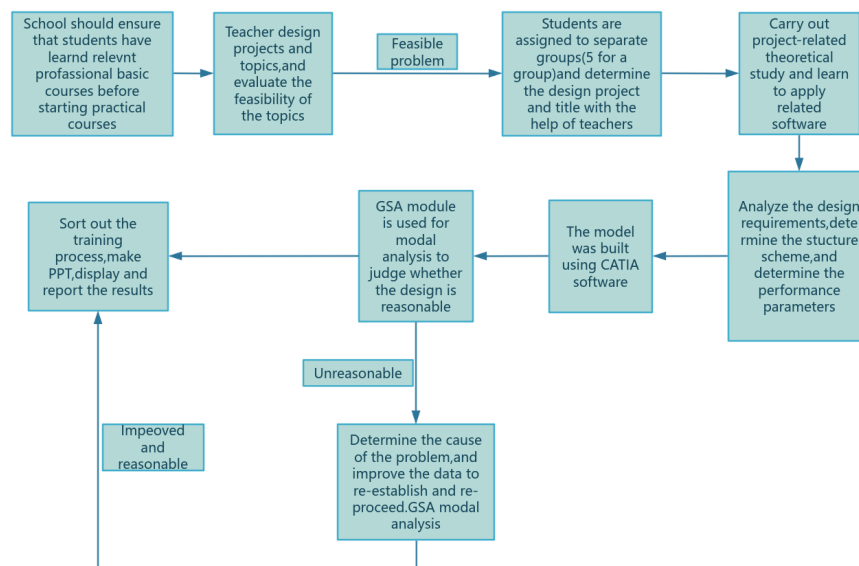 School should ensure
that students have
learnd relevnt
profassional basic
courses before
starting practical
courses
Teacher design
projects and
topics,and
evaluate the
feasibility of
the topics
Feasible
problem
Students are
assigned to separate
groups(5 for a
group)and determine
the design project
and title with the
help of teachers
Carry out
project-related
theoretical
study and learn
to apply
related
software
Analyze the design
requirements,dete
rmine the stucture
scheme,and
determine the
performance
parameters
The model
was built
using CATIA
software
GSA module
is used for
modal
analysis to
judge whether
the design is
reasonable
Sort out the
training
process,make
PPT,display and
report the results
Unreasonable
Determine the cause
of the problem,and
improve the data to
re-establish and re-
proceed.GSA modal
analysis
Impeoved
and
reasonable